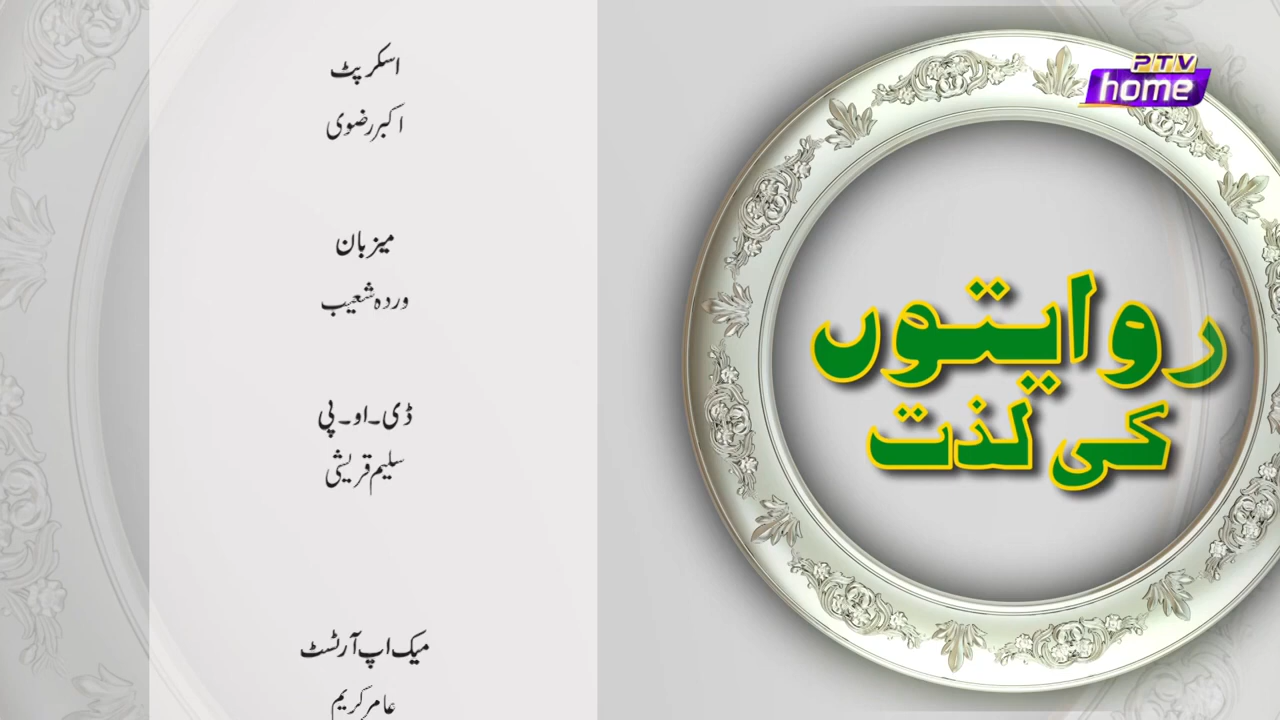 اسکرپٹ
اکبر رضوی
میزبان
وردہ شعیب
ڈی۔او۔پی
سلیم قریشی
میک اپ آرٹسٹ
عامر کریم
PTV
home
روایتوں
کی لذت